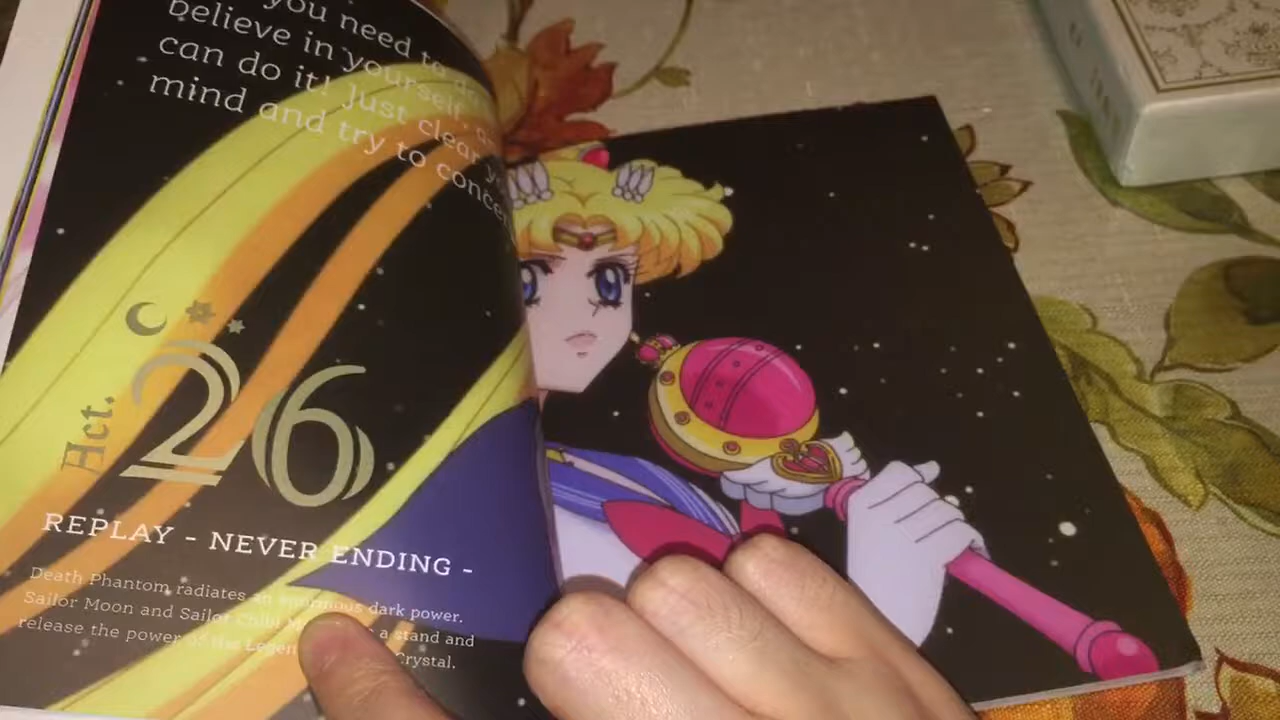 you need to
believe in yourself,
can do it! Just clear
mind and try to concen
Act. 26
REPLAY - NEVER ENDING -
Death Phantom radiates an enormous dark power.
Sailor Moon and Sailor Chibi M a stand and
release the power of the Legen Crystal.